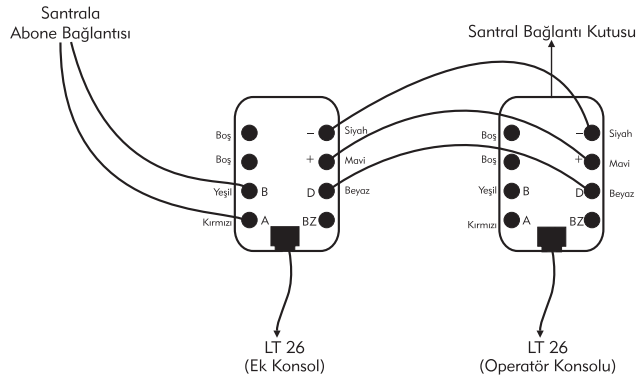 Santrala
Abone Bağlantısı
Santral Bağlantı Kutusu
Boş
Boş
Yeşil
B
Kırmızı
A
–
Siyah
+
Mavi
D
Beyaz
BZ
Boş
Boş
Yeşil
B
Kırmızı
A
–
Siyah
+
Mavi
D
Beyaz
BZ
LT 26
(Ek Konsol)
LT 26
(Operatör Konsolu)